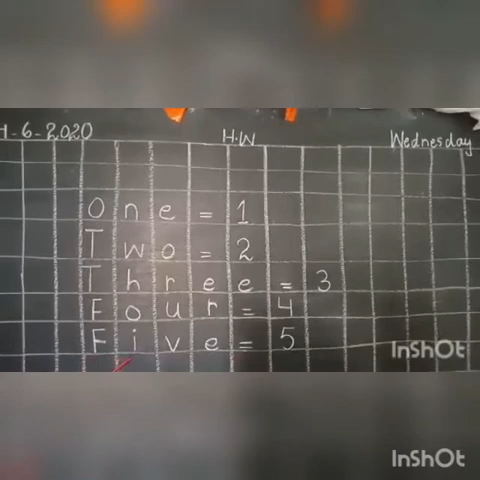 -6-2020 H.W Wednesday
One = 1
Two = 2
Three = 3
Four = 4
Five = 5
InShOt
InShOt